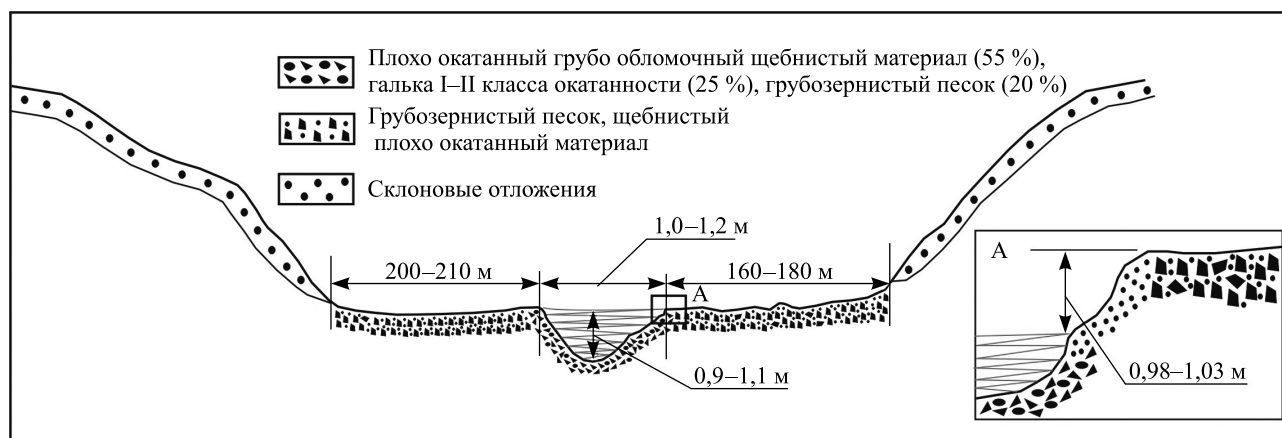 Плохо окатанный грубо обломочный щебнистый материал (55 %),
галька I–II класса окатанности (25 %), грубозернистый песок (20 %)
Грубозернистый песок, щебнистый
плохо окатанный материал
Склоновые отложения
1,0–1,2 м
200–210 м
160–180 м
А
0,9–1,1 м
А
0,98–1,03 м